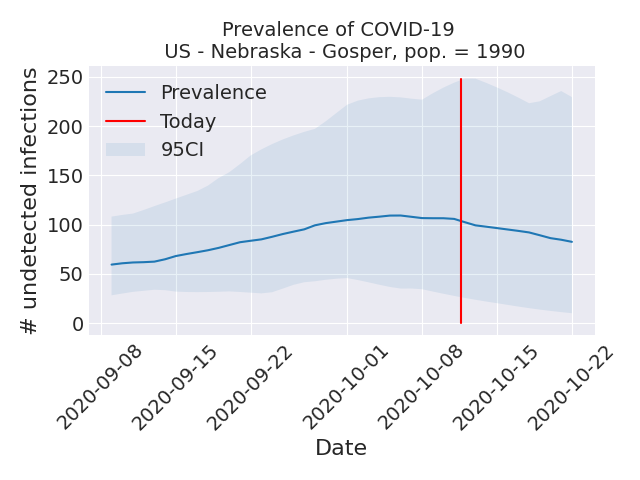 Prevalence of COVID-19
US - Nebraska - Gosper, pop. = 1990
# undetected infections
250
200
150
100
50
0
Prevalence
Today
95CI
2020-09-08
2020-09-15
2020-09-22
2020-10-01
2020-10-08
2020-10-15
2020-10-22
Date